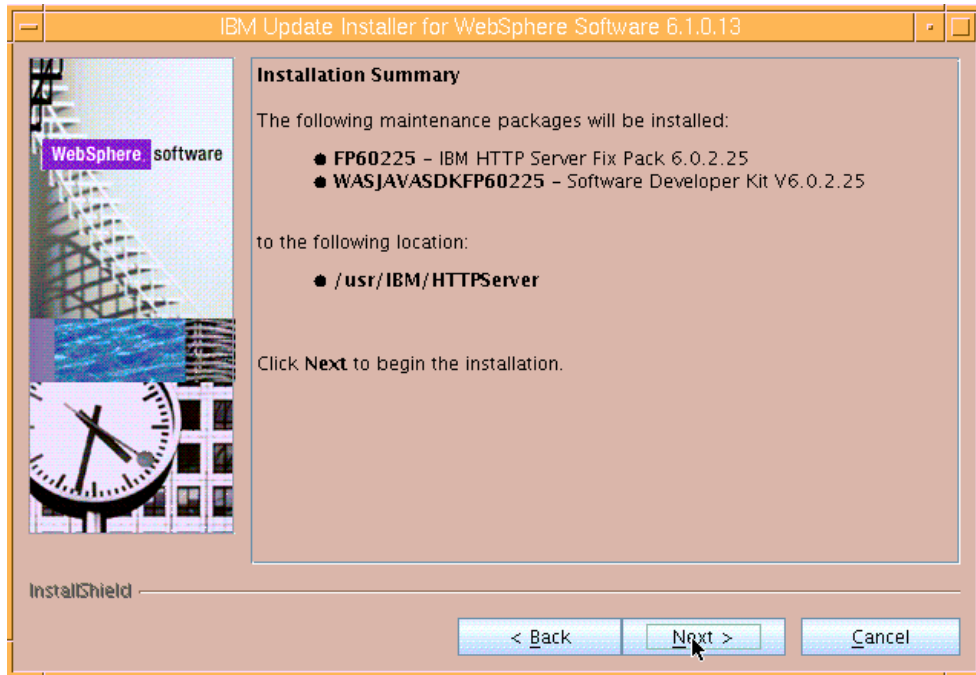 IBM Update Installer for WebSphere Software 6.1.0.13
WebSphere. software
Installation Summary
The following maintenance packages will be installed:
● FP60225 – IBM HTTP Server Fix Pack 6.0.2.25
● WASJAVASDKFP60225 – Software Developer Kit V6.0.2.25
to the following location:
● /usr/IBM/HTTPServer
Click Next to begin the installation.
InstallShield
< Back
Next >
Cancel